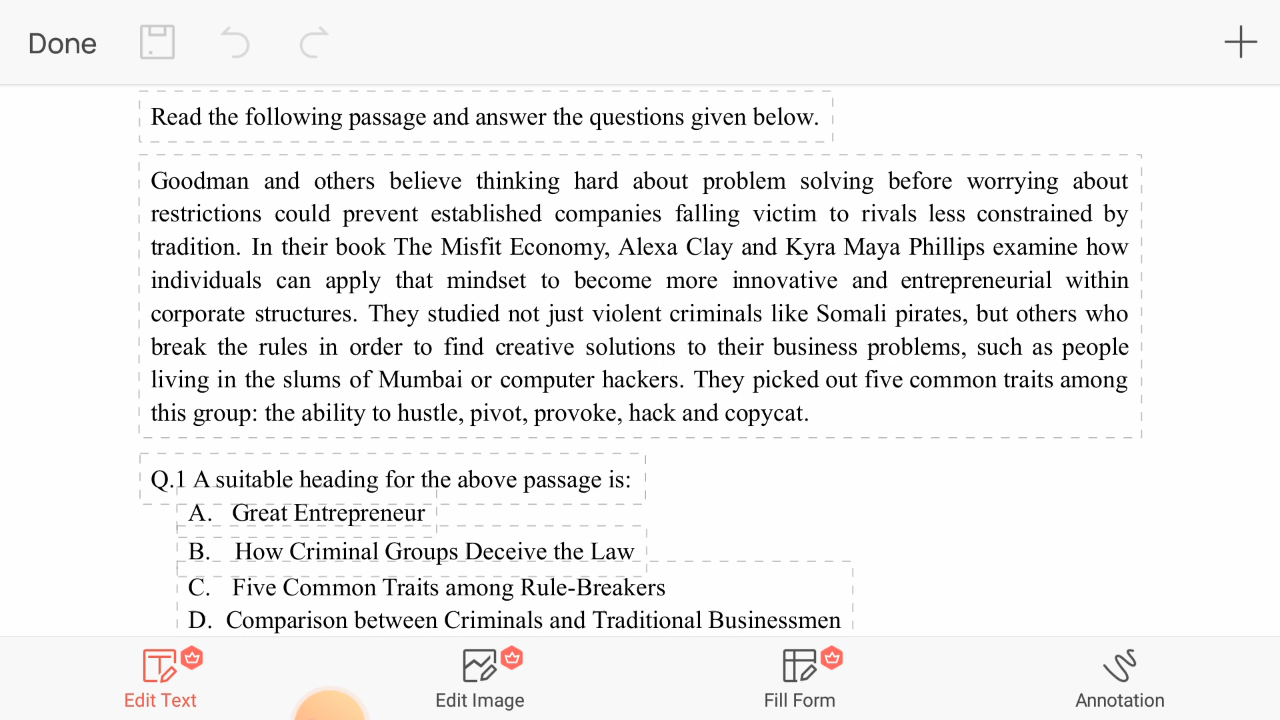 Done
Read the following passage and answer the questions given below.
Goodman and others believe thinking hard about problem solving before worrying about
restrictions could prevent established companies falling victim to rivals less constrained by
tradition. In their book The Misfit Economy, Alexa Clay and Kyra Maya Phillips examine how
individuals can apply that mindset to become more innovative and entrepreneurial within
corporate structures. They studied not just violent criminals like Somali pirates, but others who
break the rules in order to find creative solutions to their business problems, such as people
living in the slums of Mumbai or computer hackers. They picked out five common traits among
this group: the ability to hustle, pivot, provoke, hack and copycat.
Q.1 A suitable heading for the above passage is:
A. Great Entrepreneur
B. How Criminal Groups Deceive the Law
C. Five Common Traits among Rule-Breakers
D. Comparison between Criminals and Traditional Businessmen
Edit Text Edit Image Fill Form Annotation